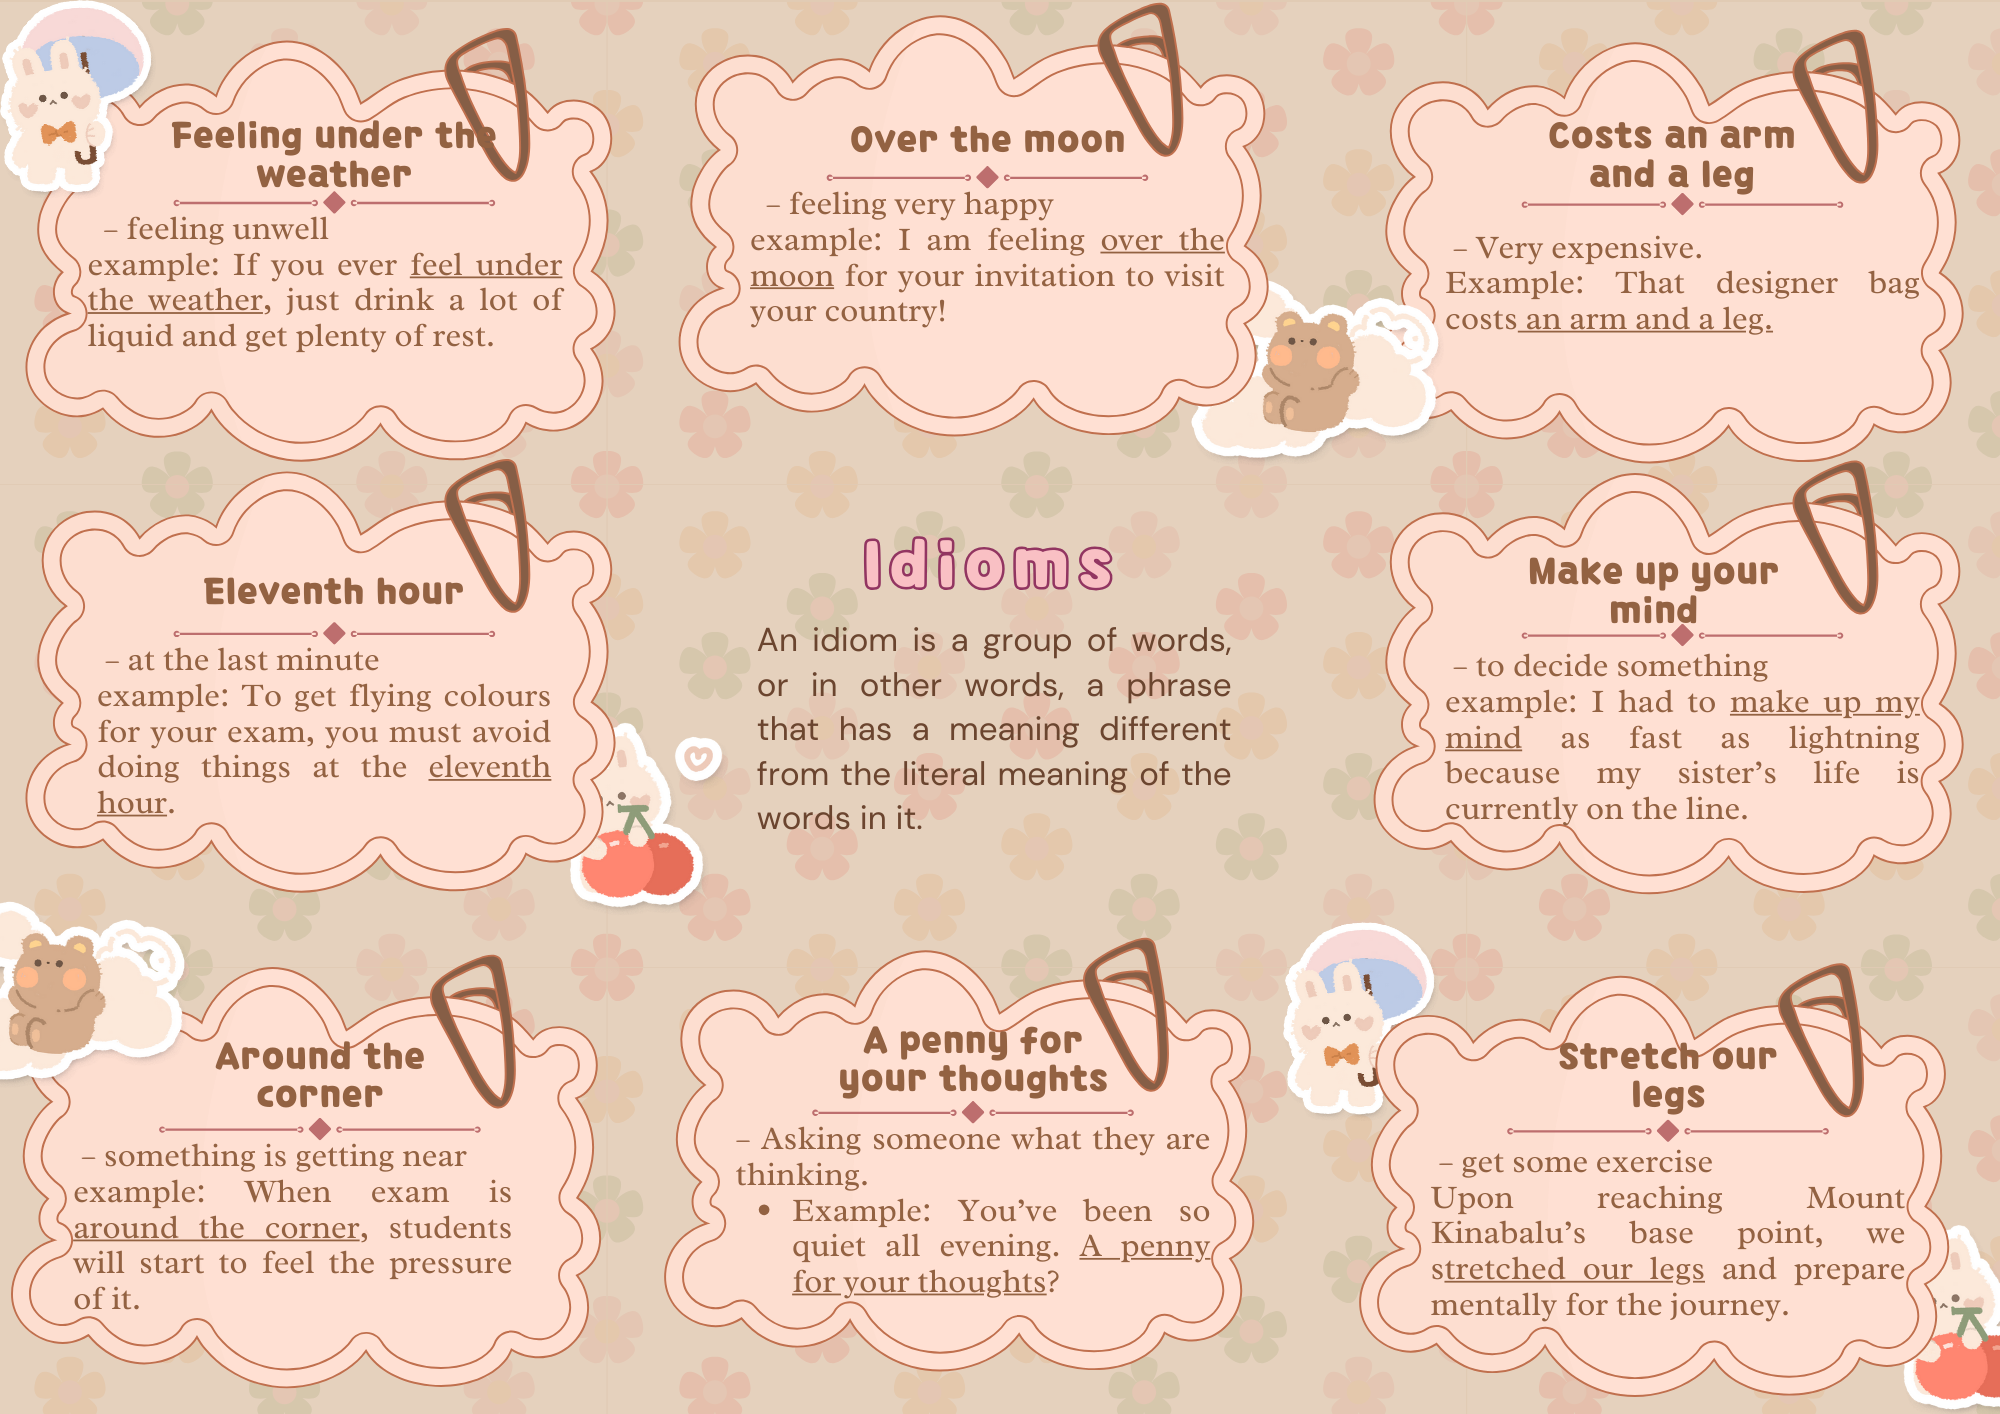 Feeling under the
weather
– feeling unwell
example: If you ever feel under
the weather, just drink a lot of
liquid and get plenty of rest.
Over the moon
– feeling very happy
example: I am feeling over the
moon for your invitation to visit
your country!
Costs an arm
and a leg
– Very expensive.
Example: That designer bag
costs an arm and a leg.
Eleventh hour
– at the last minute
example: To get flying colours
for your exam, you must avoid
doing things at the eleventh
hour.
Idioms
An idiom is a group of words,
or in other words, a phrase
that has a meaning different
from the literal meaning of the
words in it.
Make up your
mind
– to decide something
example: I had to make up my
mind as fast as lightning
because my sister’s life is
currently on the line.
Around the
corner
– something is getting near
example: When exam is
around the corner, students
will start to feel the pressure
of it.
A penny for
your thoughts
– Asking someone what they are
thinking.
• Example: You’ve been so
quiet all evening. A penny
for your thoughts?
Stretch our
legs
– get some exercise
Upon reaching Mount
Kinabalu’s base point, we
stretched our legs and prepare
mentally for the journey.